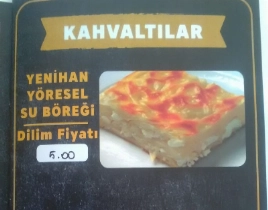 KAHVALTILAR
YENİHAN
YÖRESEL
SU BÖREĞİ
Dilim Fiyatı
5.00